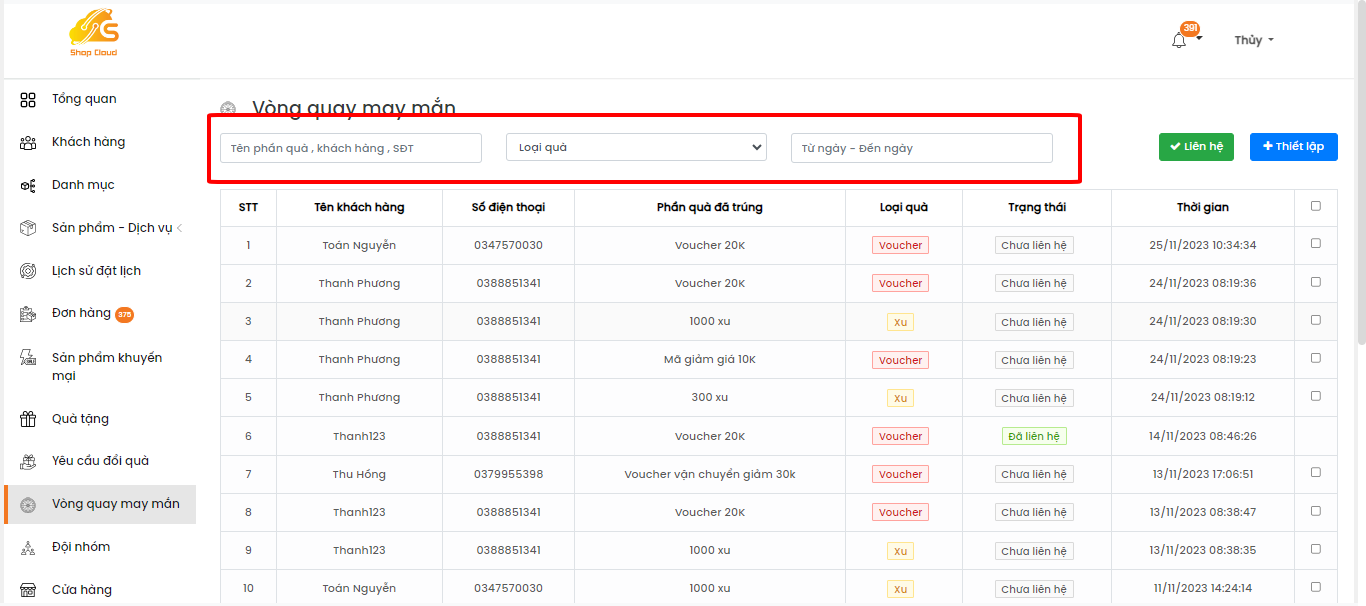 Shop Cloud
391
Thủy
Tổng quan
Khách hàng
Danh mục
Sản phẩm - Dịch vụ
Lịch sử đặt lịch
Đơn hàng 375
Sản phẩm khuyến
mại
Quà tặng
Yêu cầu đổi quà
Vòng quay may mắn
Đội nhóm
Cửa hàng
Vòng quay may mắn
Tên phần quà , khách hàng , SĐT
Loại quà
Từ ngày - Đến ngày
Liên hệ
Thiết lập
STT Tên khách hàng Số điện thoại Phần quà đã trúng Loại quà Trạng thái Thời gian
1 Toán Nguyễn 0347570030 Voucher 20K Voucher Chưa liên hệ 25/11/2023 10:34:34
2 Thanh Phương 0388851341 Voucher 20K Voucher Chưa liên hệ 24/11/2023 08:19:36
3 Thanh Phương 0388851341 1000 xu Xu Chưa liên hệ 24/11/2023 08:19:30
4 Thanh Phương 0388851341 Mã giảm giá 10K Voucher Chưa liên hệ 24/11/2023 08:19:23
5 Thanh Phương 0388851341 300 xu Xu Chưa liên hệ 24/11/2023 08:19:12
6 Thanh123 0388851341 Voucher 20K Voucher Đã liên hệ 14/11/2023 08:46:26
7 Thu Hồng 0379955398 Voucher vận chuyển giảm 30k Voucher Chưa liên hệ 13/11/2023 17:06:51
8 Thanh123 0388851341 Voucher 20K Voucher Chưa liên hệ 13/11/2023 08:38:47
9 Thanh123 0388851341 1000 xu Xu Chưa liên hệ 13/11/2023 08:38:35
10 Toán Nguyễn 0347570030 1000 xu Xu Chưa liên hệ 11/11/2023 14:24:14